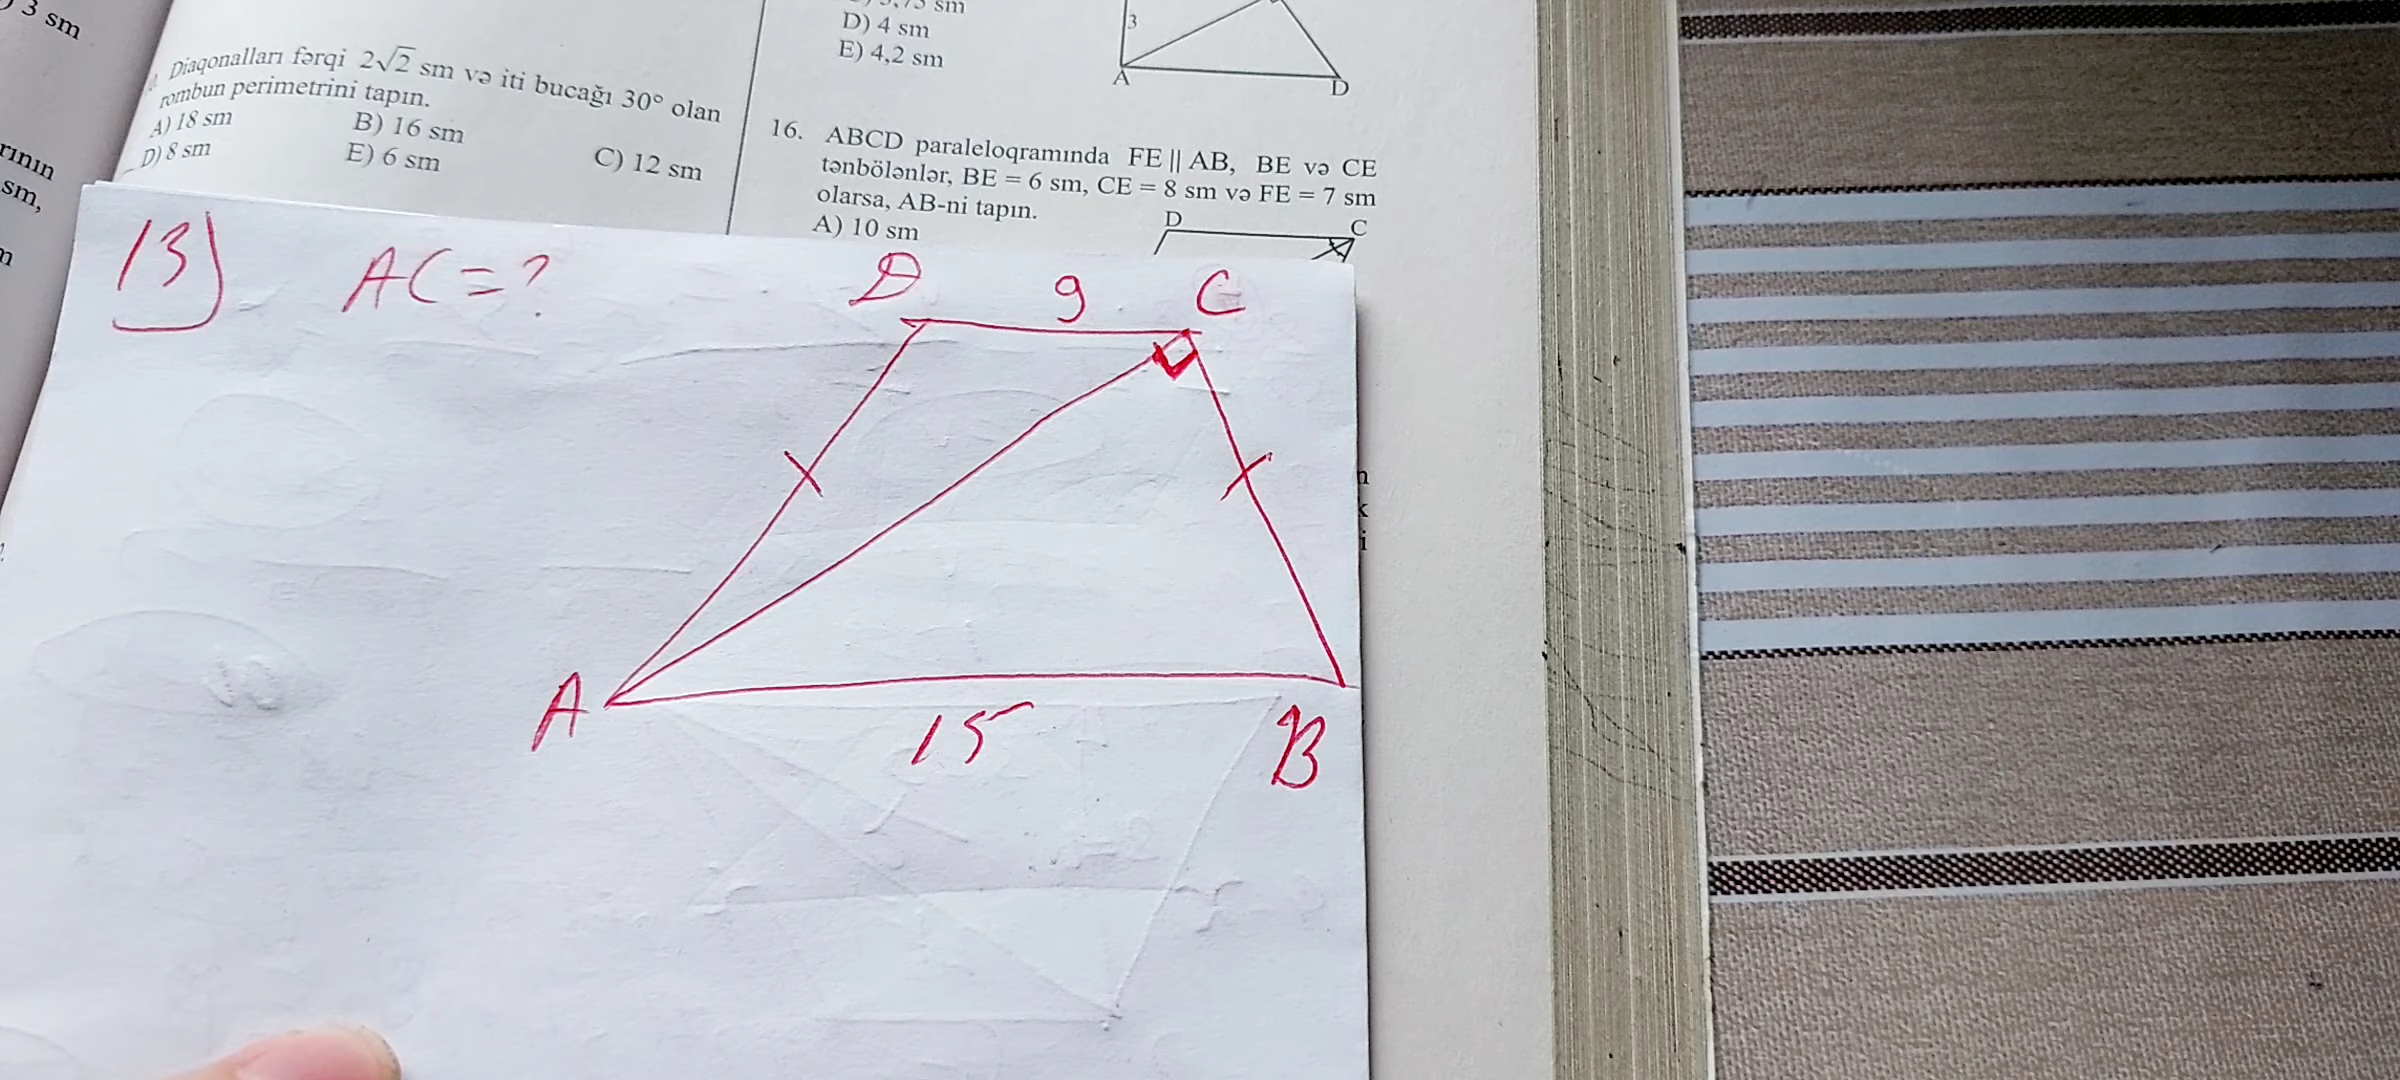 3 sm
rının
sm,
Diaqonalları fərqi 2√2 sm və iti bucağı 30° olan
rombun perimetrini tapın.
A) 18 sm B) 16 sm C) 12 sm
D) 8 sm E) 6 sm
D) 4 sm
E) 4,2 sm
3
A
D
16. ABCD paraleloqramında FE || AB, BE və CE
tənbölənlər, BE = 6 sm, CE = 8 sm və FE = 7 sm
olarsa, AB-ni tapın.
A) 10 sm
D C
13) AC=?
D 9 C
A 15 B